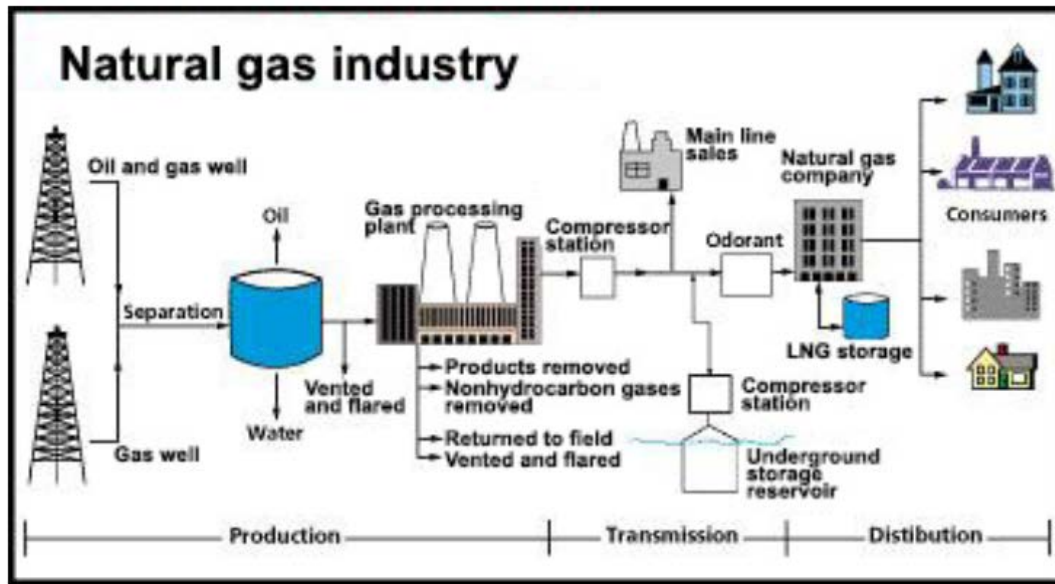 Natural gas industry
Oil and gas well
Gas well
Separation
Oil
Water
Vented
and flared
Gas processing
plant
Products removed
Nonhydrocarbon gases
removed
Returned to field
Vented and flared
Compressor
station
Main line
sales
Odorant
Compressor
station
Underground
storage
reservoir
Natural gas
company
LNG storage
Consumers
Production
Transmission
Distibution